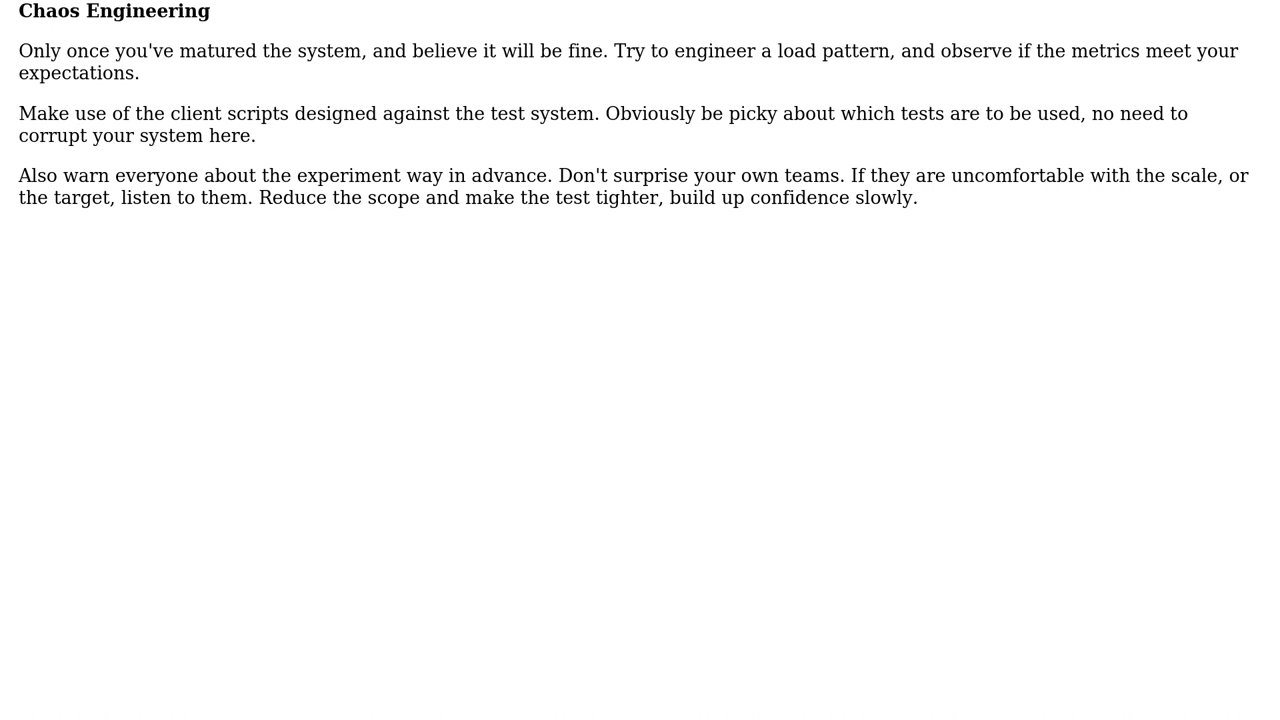 Chaos Engineering
Only once you've matured the system, and believe it will be fine. Try to engineer a load pattern, and observe if the metrics meet your
expectations.
Make use of the client scripts designed against the test system. Obviously be picky about which tests are to be used, no need to
corrupt your system here.
Also warn everyone about the experiment way in advance. Don't surprise your own teams. If they are uncomfortable with the scale, or
the target, listen to them. Reduce the scope and make the test tighter, build up confidence slowly.